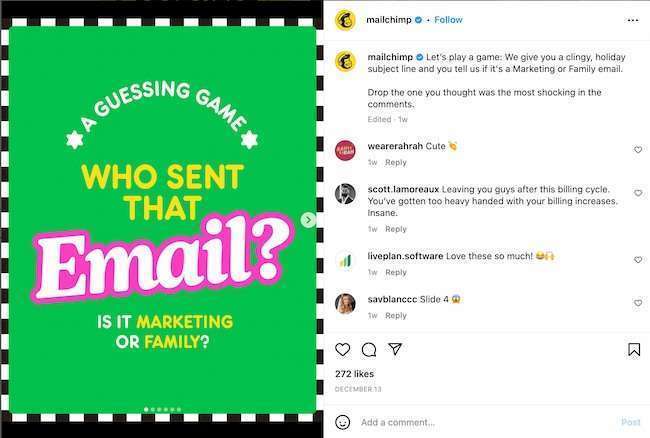 A GUESSING GAME
WHO SENT
THAT
Email?
IS IT MARKETING
OR FAMILY?
mailchimp • Follow
mailchimp Let's play a game: We give you a clingy, holiday
subject line and you tell us if it's a Marketing or Family email.
Drop the one you thought was the most shocking in the
comments.
Edited · 1w
wearerahrah Cute
1w Reply
scott.lamoreaux Leaving you guys after this billing cycle.
You've gotten too heavy handed with your billing increases.
Insane.
1w Reply
liveplan.software Love these so much! 😂🙌
1w Reply
savblanccc Slide 4 😱
1w Reply
272 likes
DECEMBER 13
Add a comment...
Post